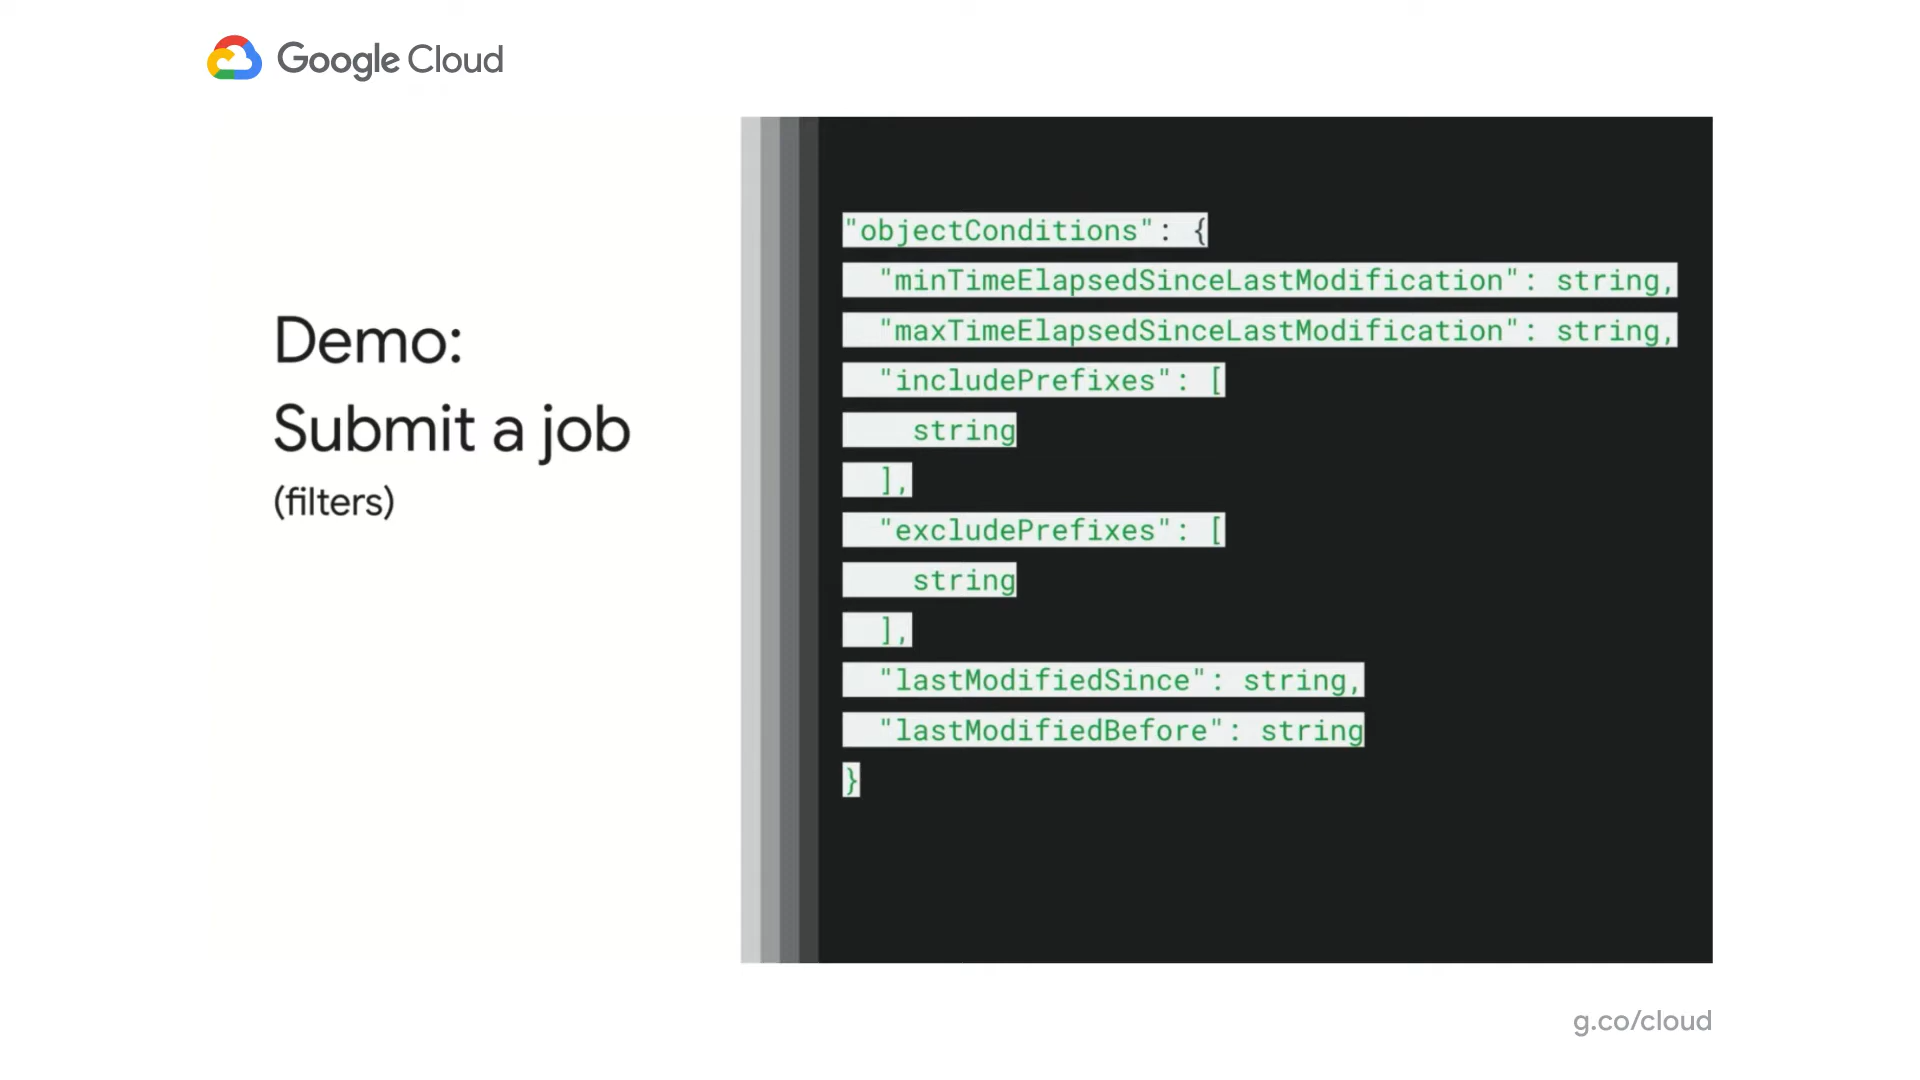 Google Cloud
Demo:
Submit a job
(filters)
"objectConditions": {
  "minTimeElapsedSinceLastModification": string,
  "maxTimeElapsedSinceLastModification": string,
  "includePrefixes": [
    string
  ],
  "excludePrefixes": [
    string
  ],
  "lastModifiedSince": string,
  "lastModifiedBefore": string
}
g.co/cloud